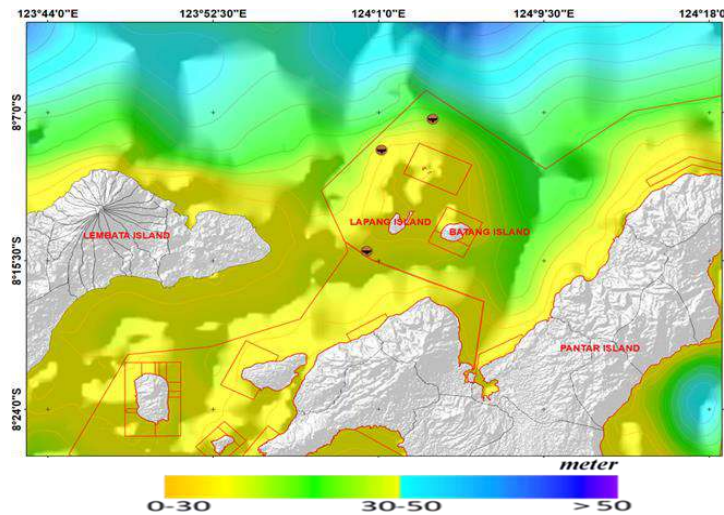 123°44'0"E 123°52'30"E 124°1'0"E 124°9'30"E 124°18'0"E
8°7'0"S
LAPANG ISLAND
BATANG ISLAND
LEMBATA ISLAND
8°15'30"S
PANTAR ISLAND
8°24'0"S
meter
0-30 30-50 > 50